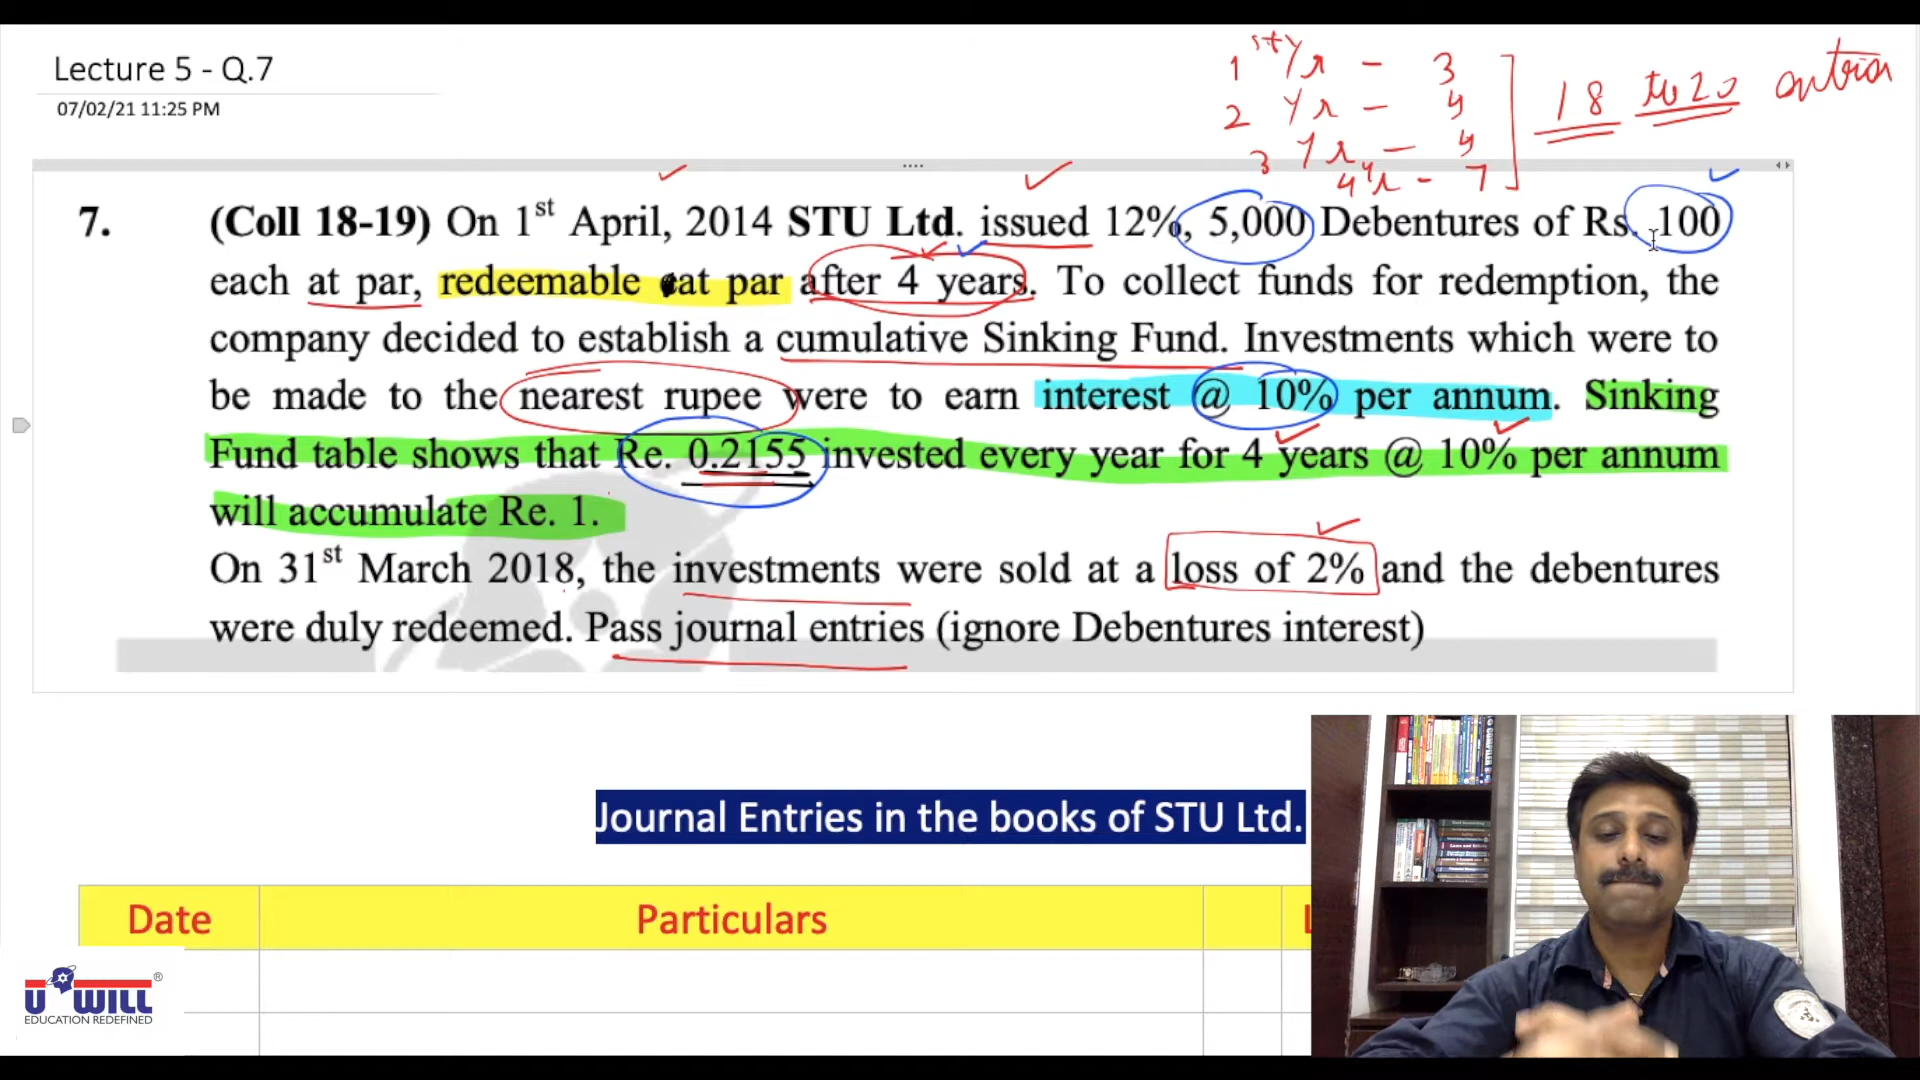 Lecture 5 - Q.7
07/02/21 11:25 PM
1 st Yr - 3
2 Yr - 4
3 Yr - 4
4 Yr - 7
18 to 20 entries
7. (Coll 18-19) On 1st April, 2014 STU Ltd. issued 12%, 5,000 Debentures of Rs. 100
each at par, redeemable at par after 4 years. To collect funds for redemption, the
company decided to establish a cumulative Sinking Fund. Investments which were to
be made to the nearest rupee were to earn interest @ 10% per annum. Sinking
Fund table shows that Re. 0.2155 invested every year for 4 years @ 10% per annum
will accumulate Re. 1.
On 31st March 2018, the investments were sold at a loss of 2% and the debentures
were duly redeemed. Pass journal entries (ignore Debentures interest)
Journal Entries in the books of STU Ltd.
Date Particulars L
U WILL ®
EDUCATION REDEFINED